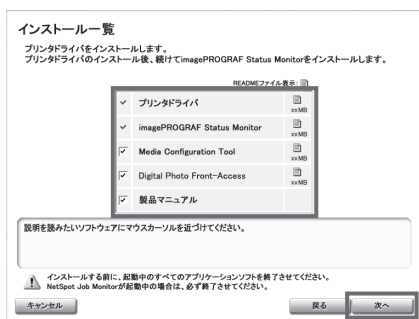 インストール一覧
プリンタドライバをインストールします。
プリンタドライバのインストール後、続けてimagePROGRAF Status Monitorをインストールします。
READMEファイル表示:
プリンタドライバ
xxMB
imagePROGRAF Status Monitor
xxMB
Media Configuration Tool
xxMB
Digital Photo Front-Access
xxMB
製品マニュアル
説明を読みたいソフトウェアにマウスカーソルを近づけてください。
インストールする前に、起動中のすべてのアプリケーションソフトを終了させてください。
NetSpot Job Monitorが起動中の場合は、必ず終了させてください。
キャンセル 戻る 次へ